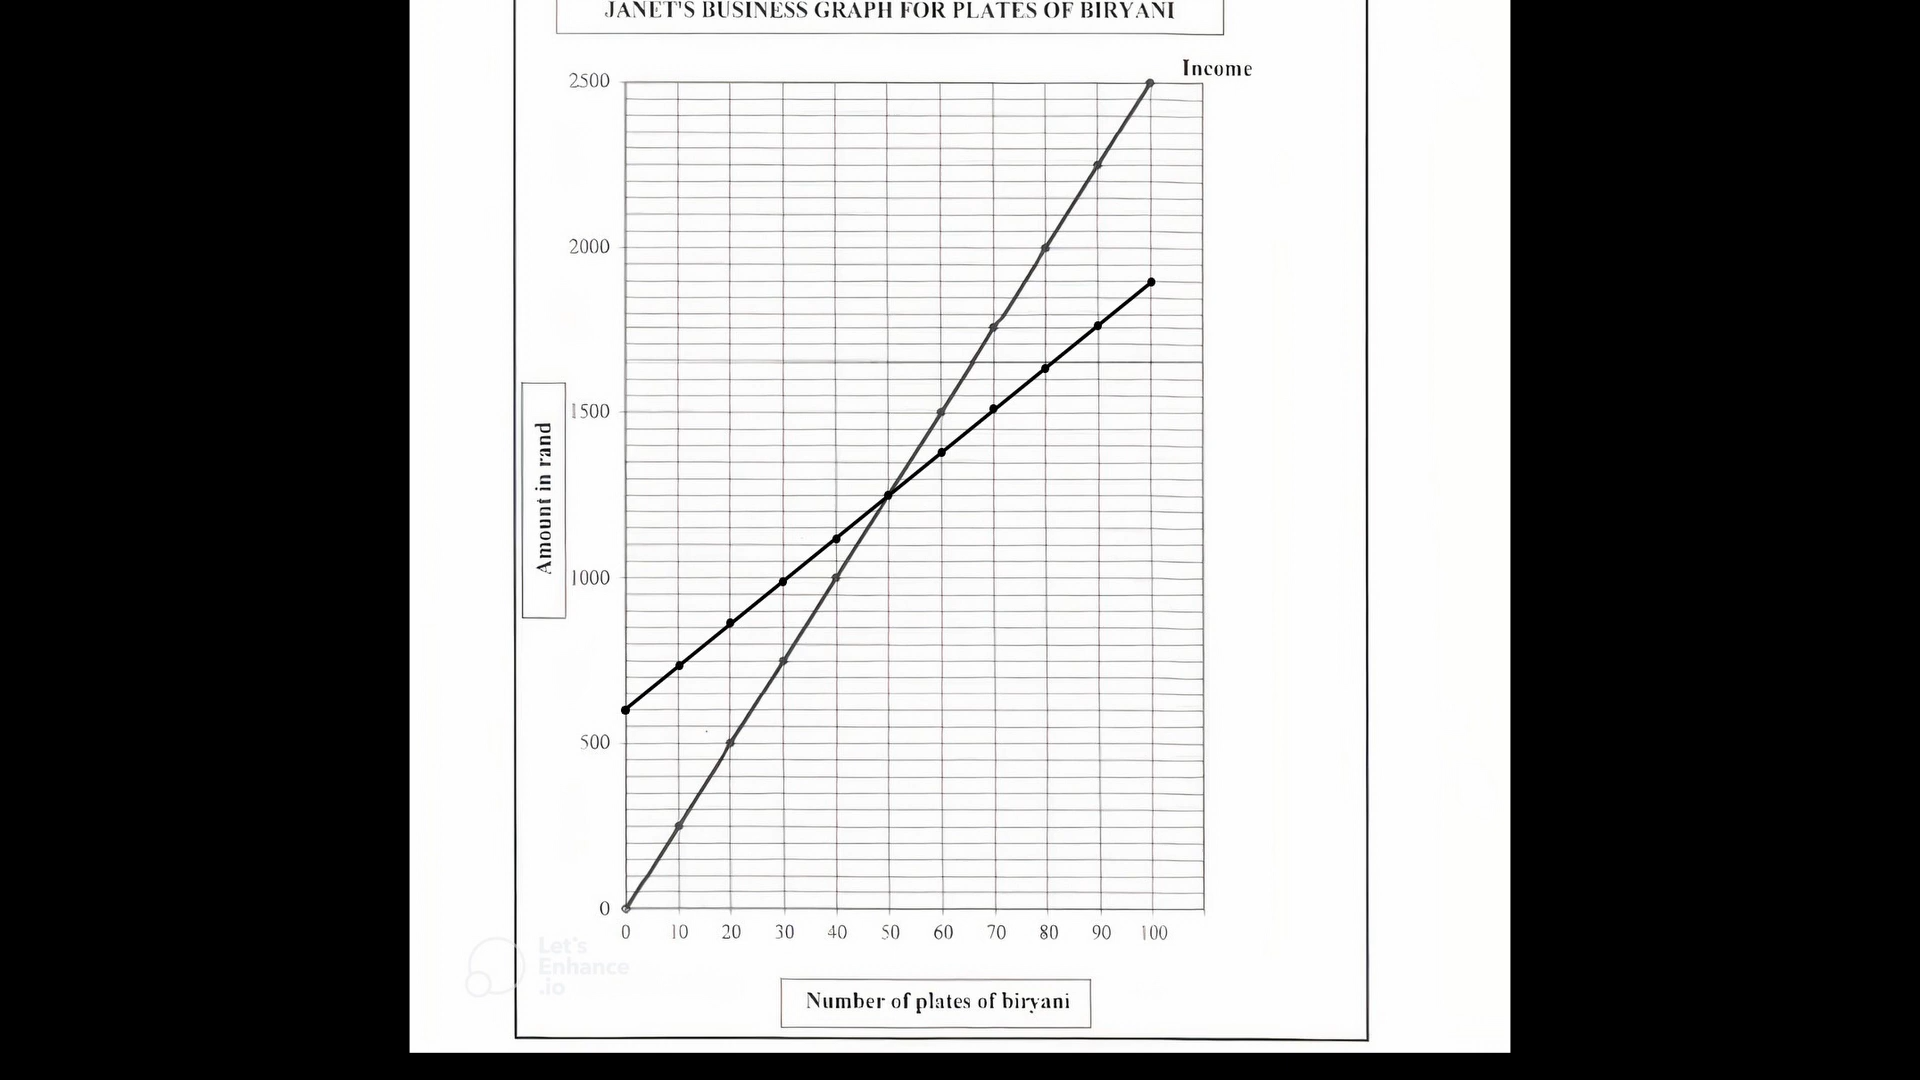 JANET'S BUSINESS GRAPH FOR PLATES OF BIRYANI
Income
2500
2000
1500
1000
500
0
Amount in rand
0 10 20 30 40 50 60 70 80 90 100
Number of plates of biryani
Let's
Enhance
.io